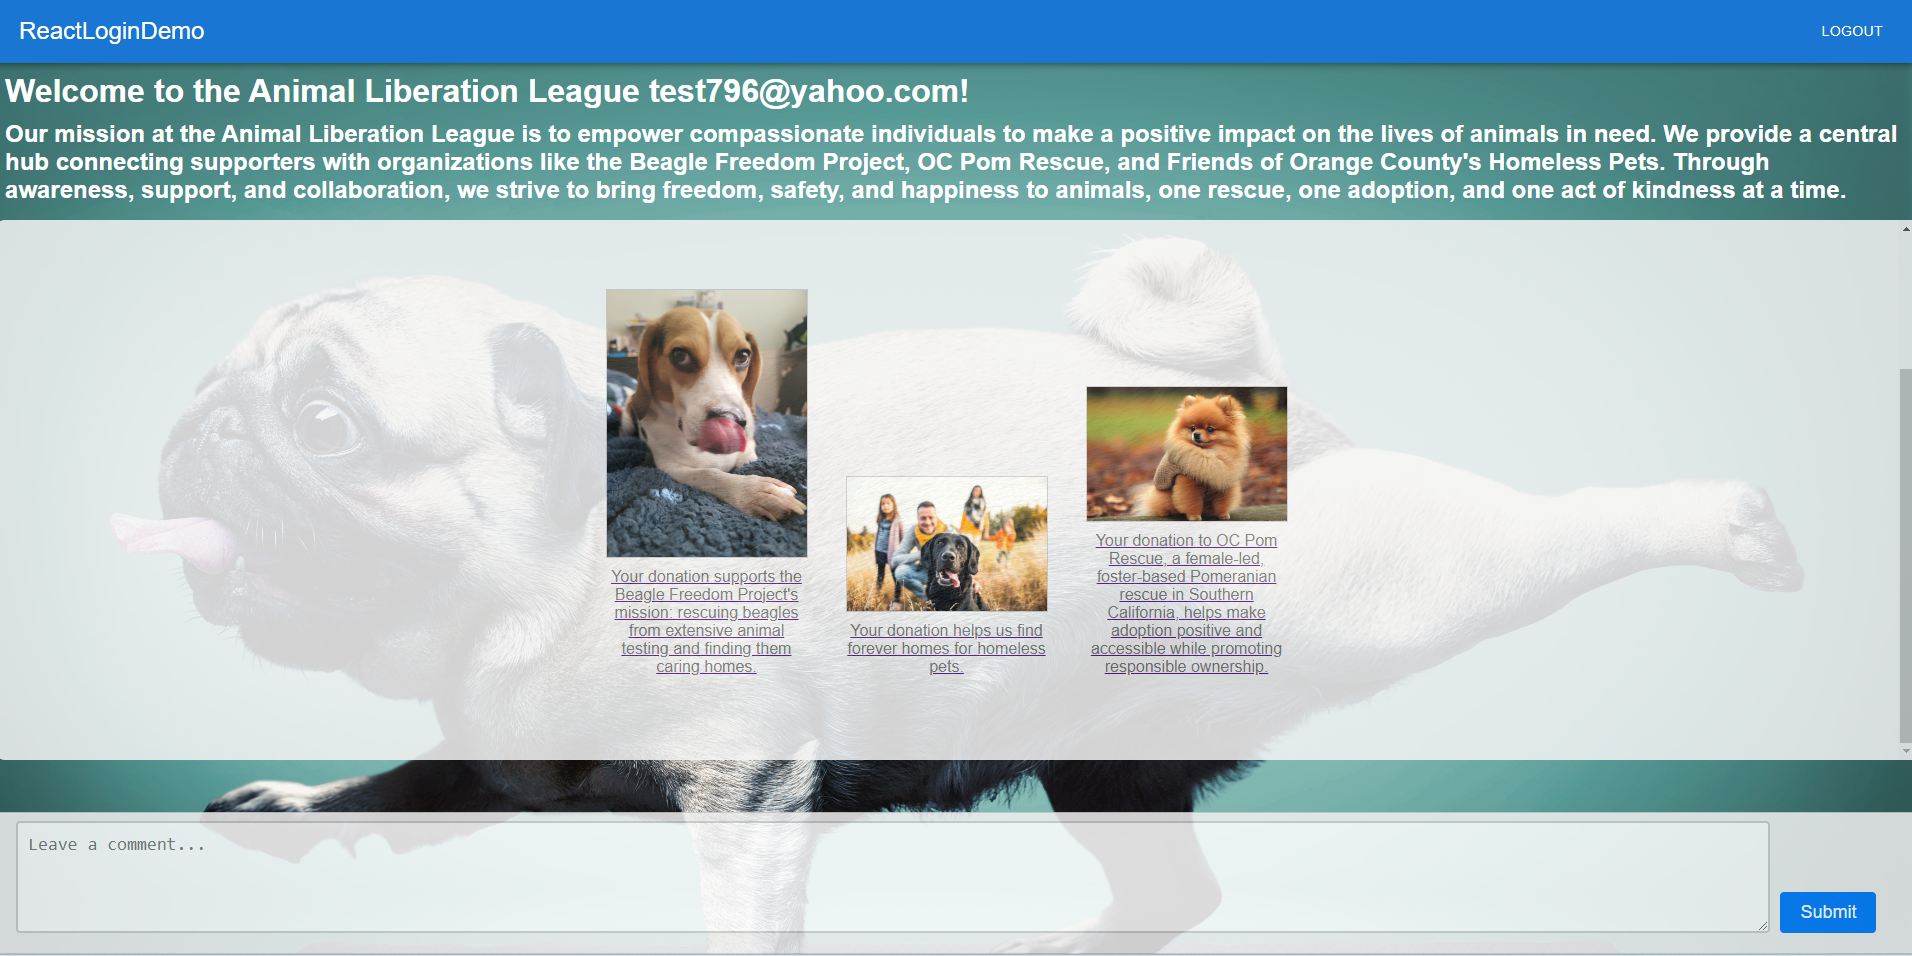 ReactLoginDemo
LOGOUT
Welcome to the Animal Liberation League test796@yahoo.com!
Our mission at the Animal Liberation League is to empower compassionate individuals to make a positive impact on the lives of animals in need. We provide a central
hub connecting supporters with organizations like the Beagle Freedom Project, OC Pom Rescue, and Friends of Orange County's Homeless Pets. Through
awareness, support, and collaboration, we strive to bring freedom, safety, and happiness to animals, one rescue, one adoption, and one act of kindness at a time.
Your donation supports the
Beagle Freedom Project's
mission: rescuing beagles
from extensive animal
testing and finding them
caring homes.
Your donation helps us find
forever homes for homeless
pets.
Your donation to OC Pom
Rescue, a female-led,
foster-based Pomeranian
rescue in Southern
California, helps make
adoption positive and
accessible while promoting
responsible ownership.
Leave a comment...
Submit